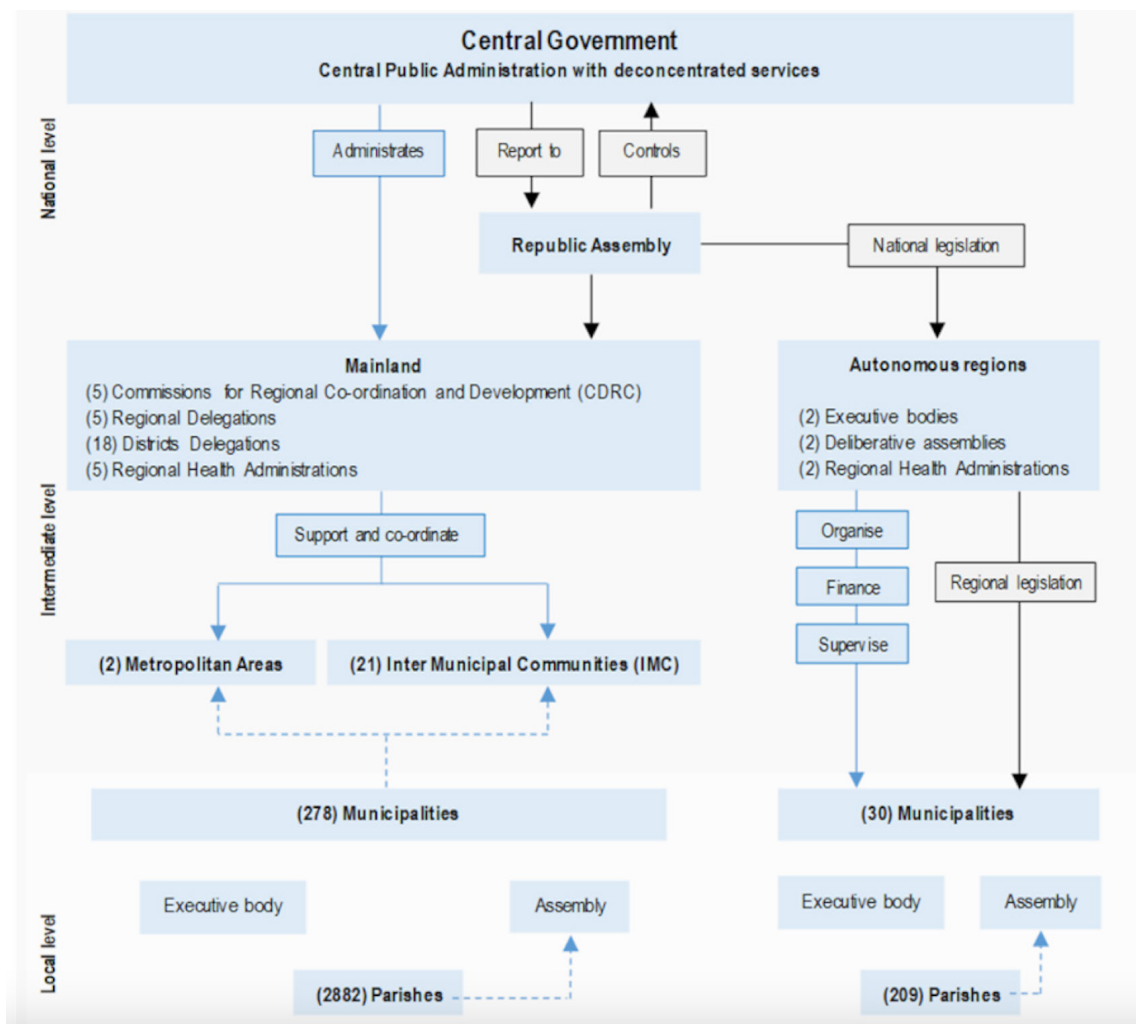 Central Government
Central Public Administration with deconcentrated services
National level
Administrates
Report to
Controls
Republic Assembly
National legislation
Intermediate level
Mainland
(5) Commissions for Regional Co-ordination and Development (CDRC)
(5) Regional Delegations
(18) Districts Delegations
(5) Regional Health Administrations
Autonomous regions
(2) Executive bodies
(2) Deliberative assemblies
(2) Regional Health Administrations
Support and co-ordinate
Organise
Finance
Supervise
Regional legislation
(2) Metropolitan Areas
(21) Inter Municipal Communities (IMC)
Local level
(278) Municipalities
(30) Municipalities
Executive body
Assembly
Executive body
Assembly
(2882) Parishes
(209) Parishes